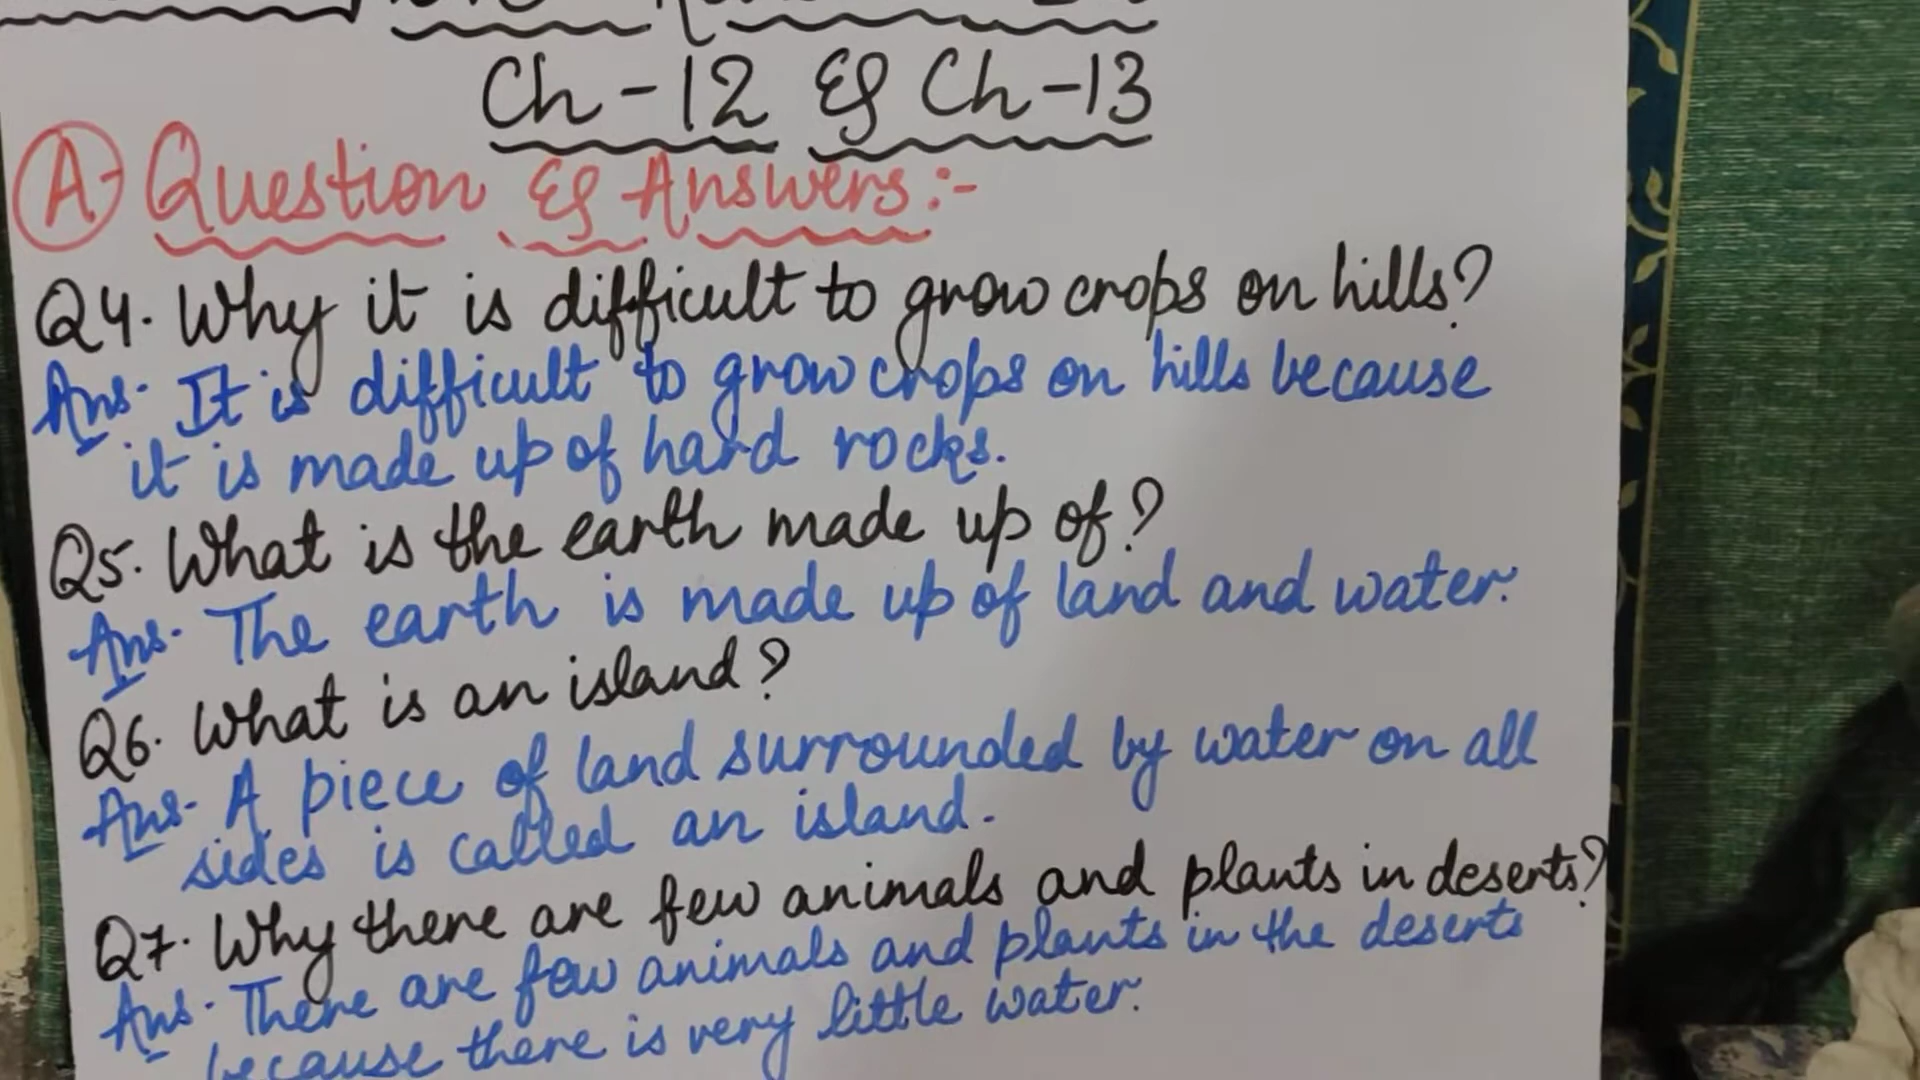 Ch-12 & Ch-13
A- Question & Answers:-
Q4. Why it is difficult to grow crops on hills?
Ans. It is difficult to grow crops on hills because
it is made up of hard rocks.
Q5. What is the earth made up of?
Ans. The earth is made up of land and water.
Q6. What is an island?
Ans- A piece of land surrounded by water on all
sides is called an island.
Q7. Why there are few animals and plants in deserts?
Ans. There are few animals and plants in the deserts
because there is very little water.